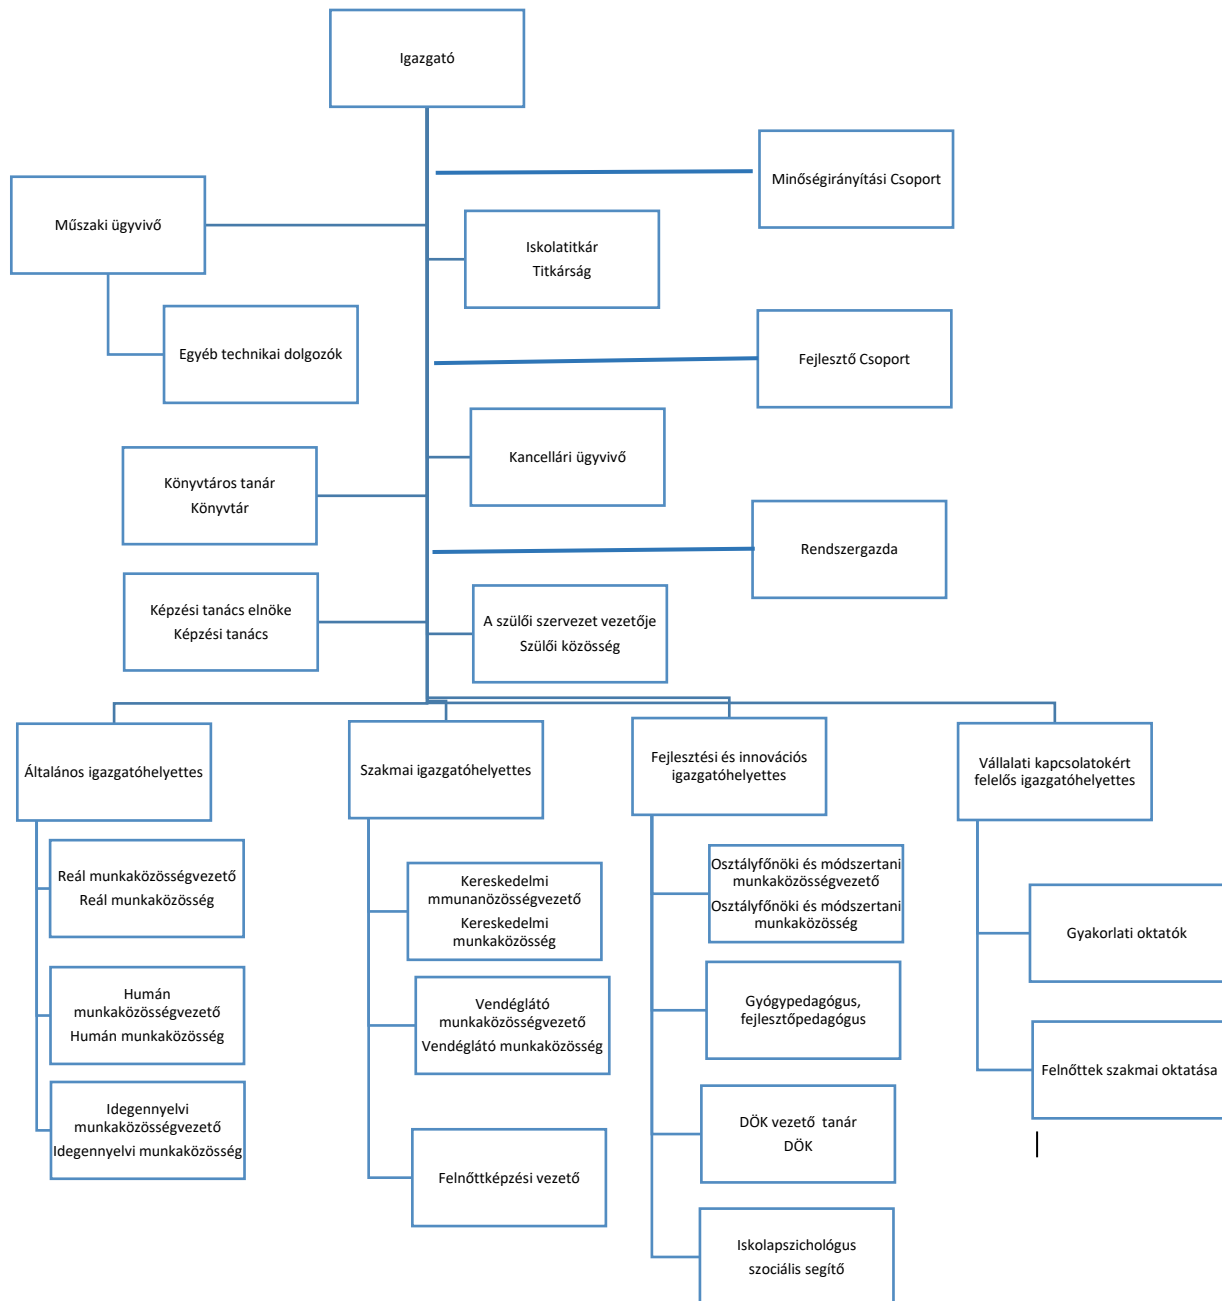 Igazgató
Minőségirányítási Csoport
Műszaki ügyvivő
Iskolatitkár
Titkárság
Egyéb technikai dolgozók
Fejlesztő Csoport
Kancellári ügyvivő
Könyvtáros tanár
Könyvtár
Rendszergazda
Képzési tanács elnöke
Képzési tanács
A szülői szervezet vezetője
Szülői közösség
Általános igazgatóhelyettes
Szakmai igazgatóhelyettes
Fejlesztési és innovációs
igazgatóhelyettes
Vállalati kapcsolatokért
felelős igazgatóhelyettes
Reál munkaközösségvezető
Reál munkaközösség
Humán
munkaközösségvezető
Humán munkaközösség
Idegennyelvi
munkaközösségvezető
Idegennyelvi munkaközösség
Kereskedelmi
mmunanözösségvezető
Kereskedelmi
munkaközösség
Vendéglátó
munkaközösségvezető
Vendéglátó munkaközösség
Felnőttképzési vezető
Osztályfőnöki és módszertani
munkaközösségvezető
Osztályfőnöki és módszertani
munkaközösség
Gyógypedagógus,
fejlesztőpedagógus
DÖK vezető tanár
DÖK
Iskolapszichológus
szociális segítő
Gyakorlati oktatók
Felnőttek szakmai oktatása